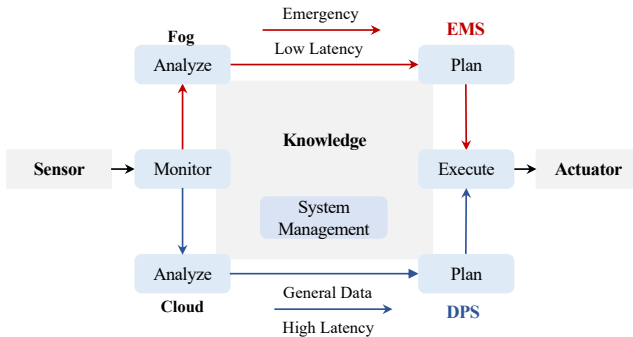 Emergency
Fog
EMS
Low Latency
Analyze
Plan
Knowledge
Sensor
Monitor
Execute
Actuator
System
Management
Analyze
Plan
General Data
Cloud
DPS
High Latency